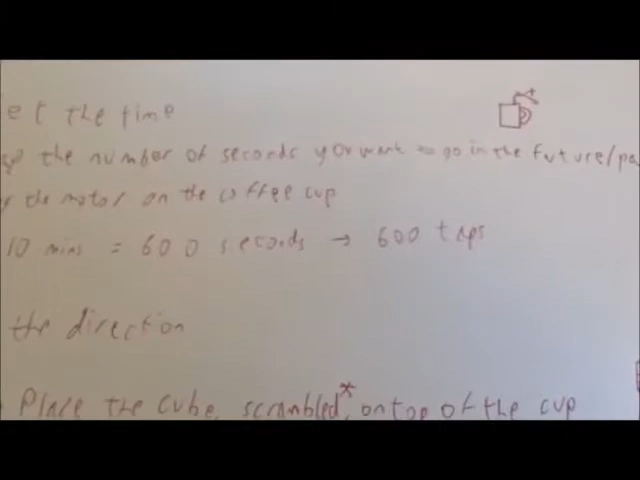 et the time
the number of seconds you want to go in the future/pa
the motor on the coffee cup
10 mins = 600 seconds → 600 taps
the direction
Place the cube, scrambled*, on top of the cup